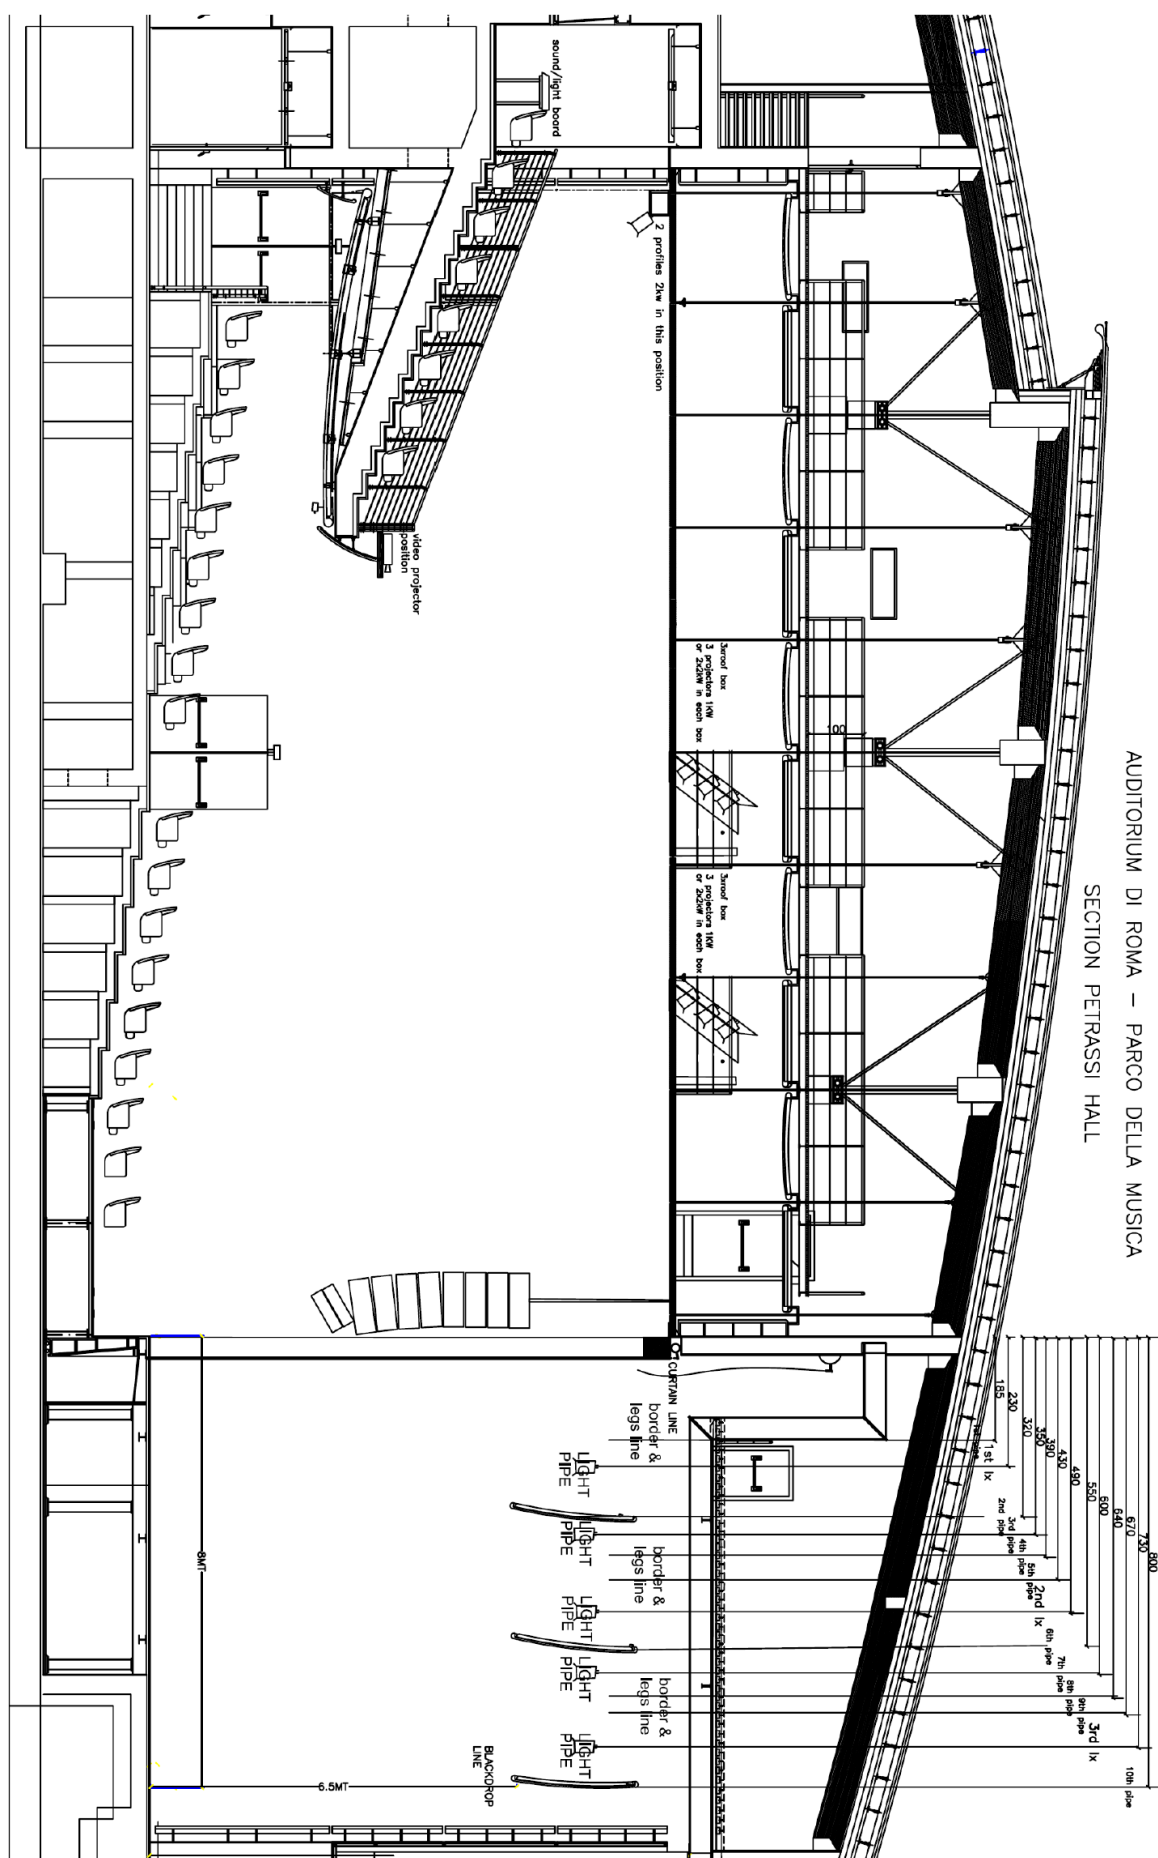 AUDITORIUM DI ROMA – PARCO DELLA MUSICA
SECTION PETRASSI HALL
sound/light board
2 profiles 2kw in this position
video projector
position
3xroof box
3 projectors 1KW
or 2x2kW in each box
3xroof box
3 projectors 1KW
or 2x2kW in each box
100
CURTAIN LINE
border &
legs line
border &
legs line
border &
legs line
LIGHT
PIPE
LIGHT
PIPE
LIGHT
PIPE
LIGHT
PIPE
LIGHT
PIPE
185
230
320
350
390
430
490
550
600
640
670
730
800
1st lx
2nd pipe
3rd pipe
4th pipe
5th pipe
2nd lx
6th pipe
7th pipe
8th pipe
9th pipe
3rd lx
10th pipe
8MT
6.5MT
BLACKDROP
LINE